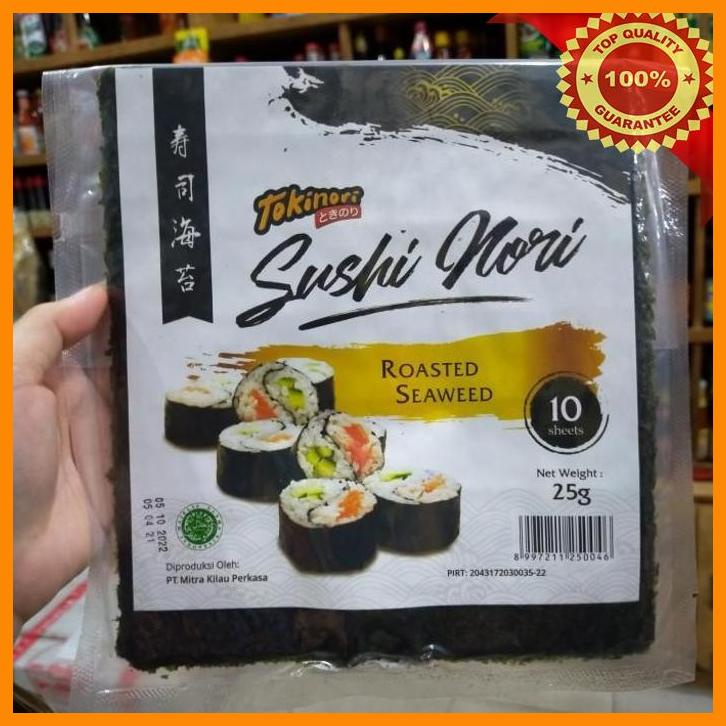 TOP QUALITY
100%
GUARANTEE
寿司海苔
Tokinori
ときのり
Sushi Nori
ROASTED
SEAWEED
10
sheets
Net Weight :
25g
05 10 2022
05 04 21
Diproduksi Oleh:
PT. Mitra Kilau Perkasa
8 997211 250046
PIRT: 2043172030035-22